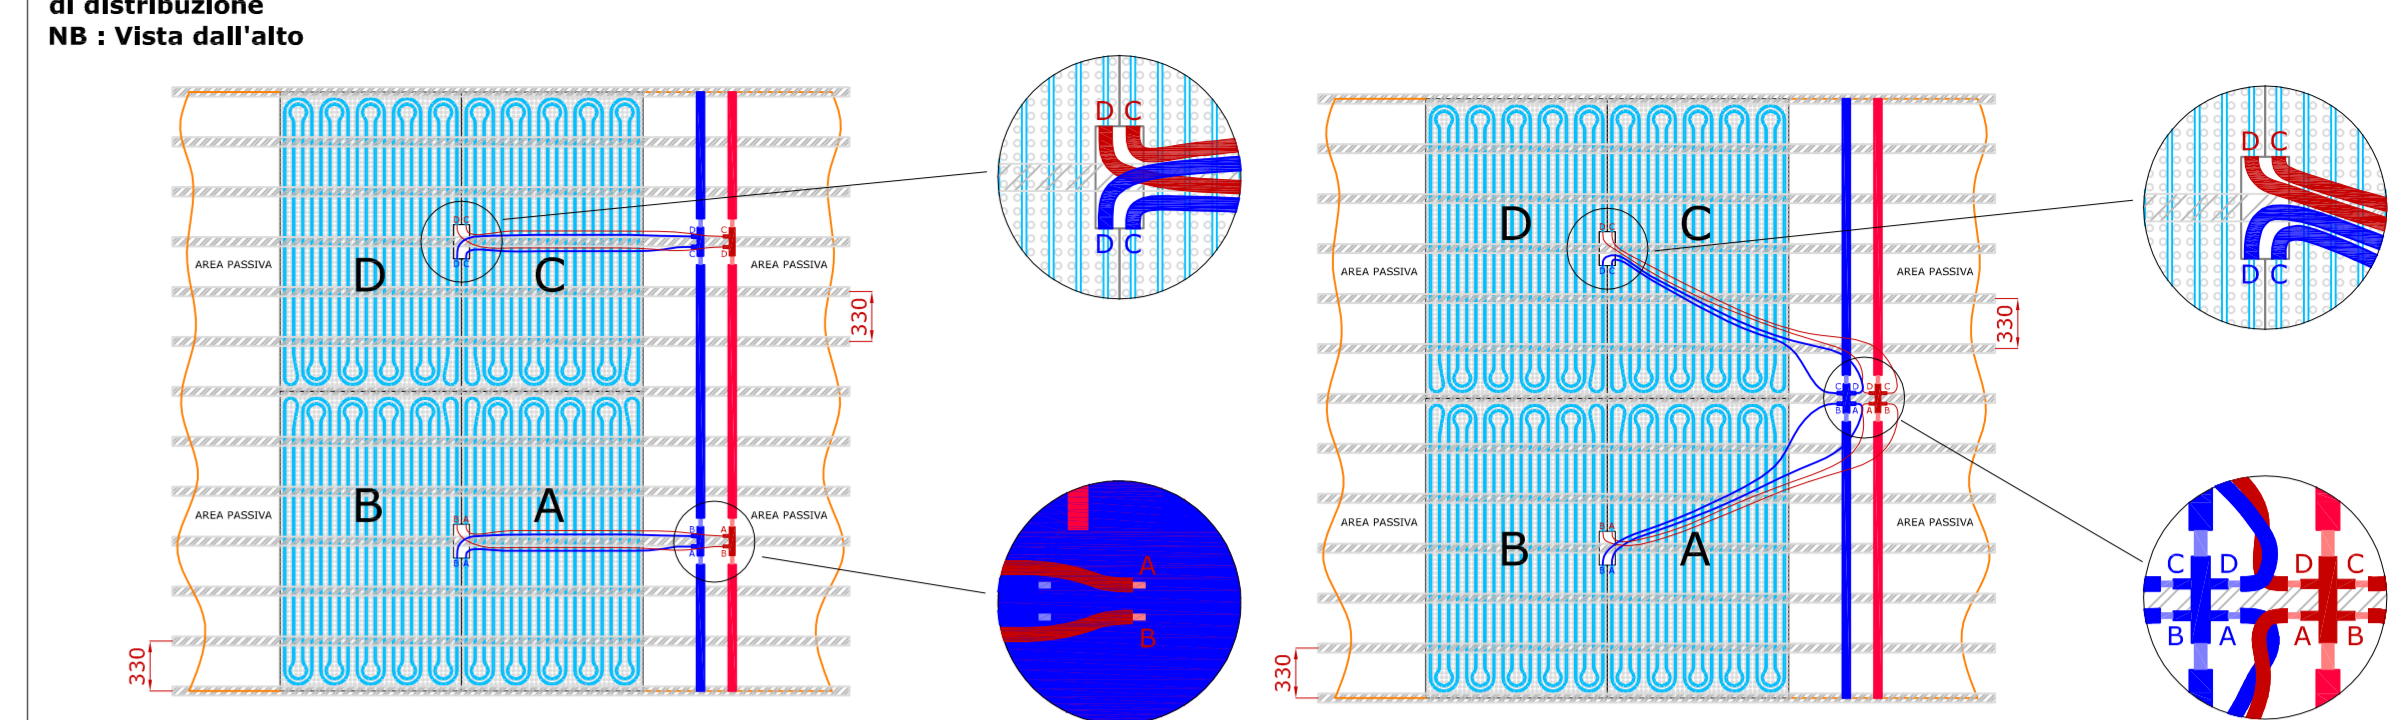 di distribuzione
NB : Vista dall'alto
D C
D C
D C
D C
D C
D C
D C
D C
D C
C D
D C
D C
AREA PASSIVA
AREA PASSIVA
AREA PASSIVA
AREA PASSIVA
330
330
C D D C
B A A B
B A
B A
B A
B A
B A
A B
B A
B A
AREA PASSIVA
AREA PASSIVA
AREA PASSIVA
AREA PASSIVA
A
B
C D D C
B A A B
330
330